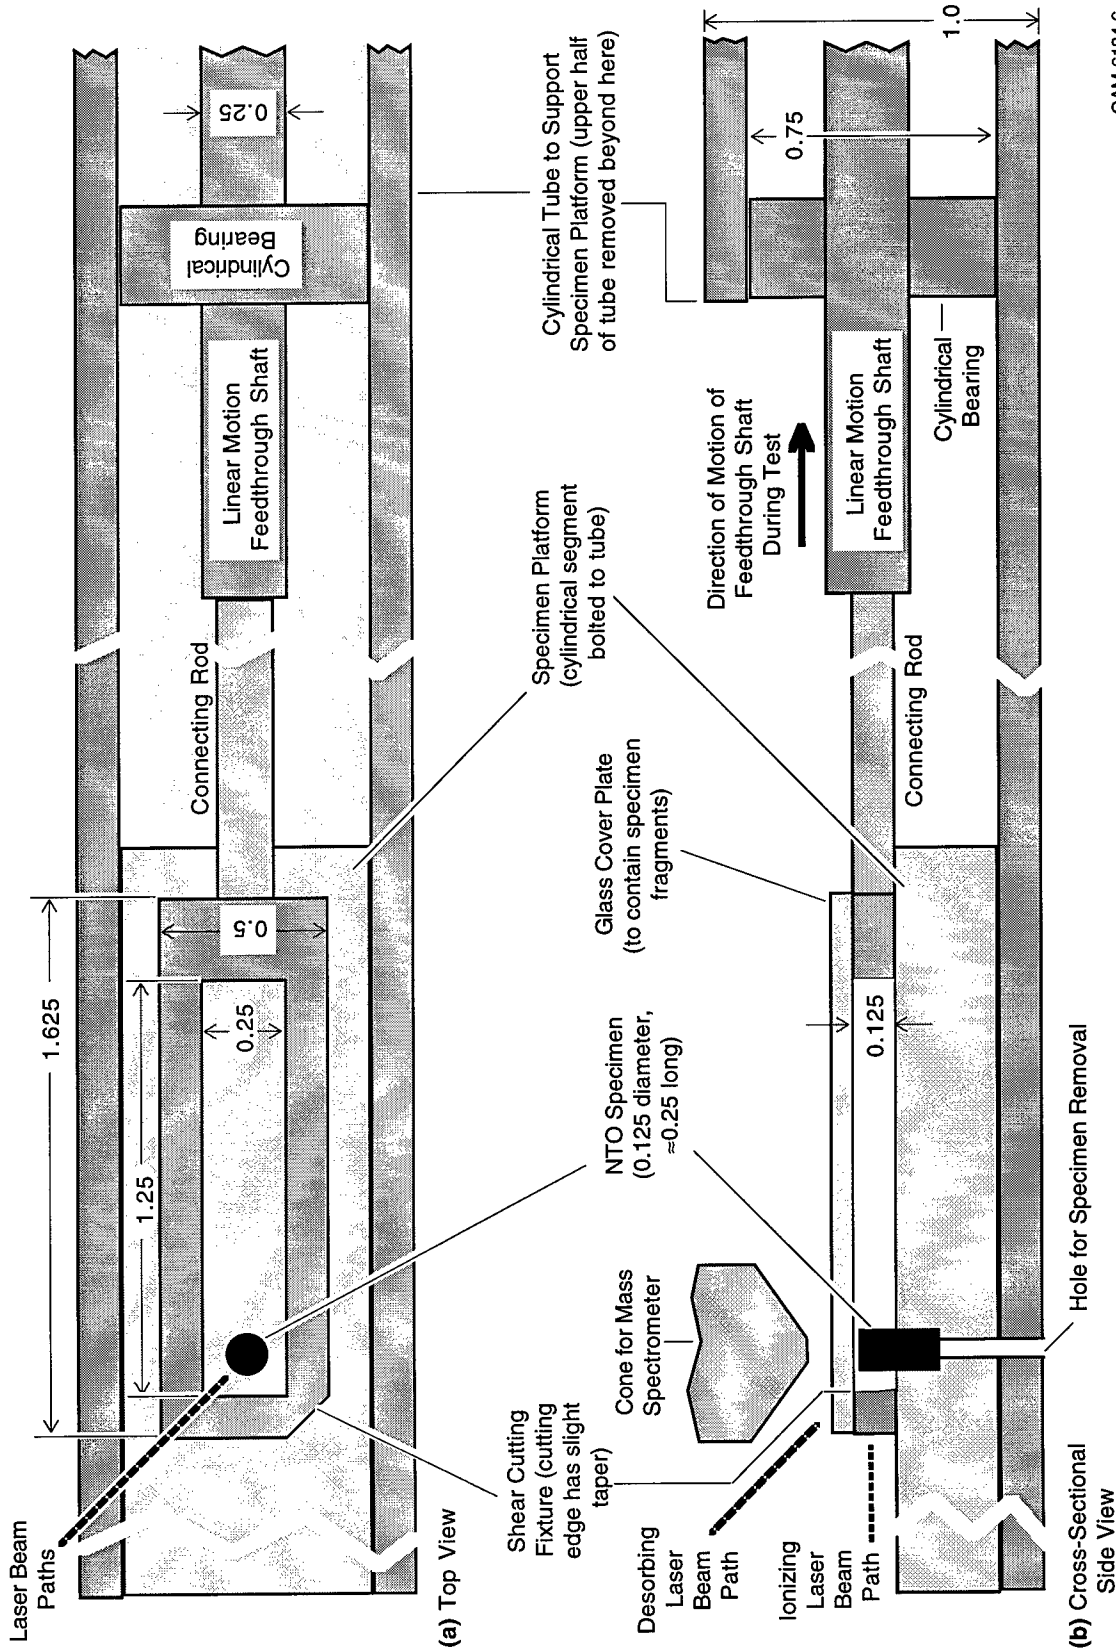 Laser Beam
Paths
1.625
1.25
0.25
0.5
Connecting Rod
Linear Motion
Feedthrough Shaft
Cylindrical
Bearing
0.25
Shear Cutting
Fixture (cutting
edge has slight
taper)
Specimen Platform
(cylindrical segment
bolted to tube)
Cylindrical Tube to Support
Specimen Platform (upper half
of tube removed beyond here)
(a) Top View
NTO Specimen
(0.125 diameter,
≈0.25 long)
Glass Cover Plate
(to contain specimen
fragments)
Direction of Motion of
Feedthrough Shaft
During Test
Cone for Mass
Spectrometer
Desorbing
Laser
Beam
Path
Ionizing
Laser
Beam
Path
0.125
Connecting Rod
Linear Motion
Feedthrough Shaft
Cylindrical
Bearing
0.75
1.0
Hole for Specimen Removal
(b) Cross-Sectional
Side View